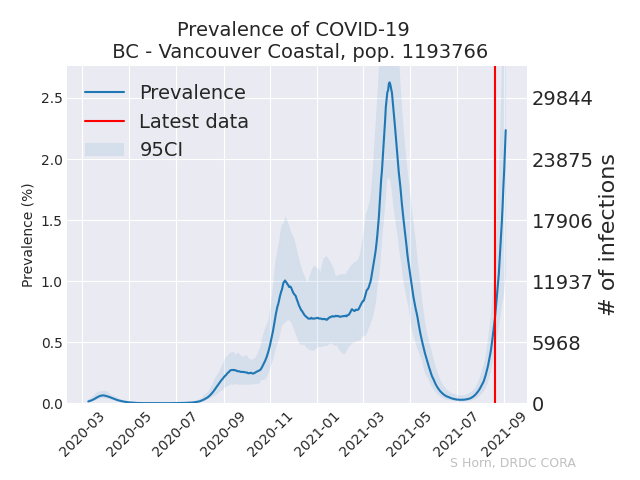 Prevalence of COVID-19
BC - Vancouver Coastal, pop. 1193766
Prevalence
Latest data
95CI
Prevalence (%)
2.5
2.0
1.5
1.0
0.5
0.0
29844
23875
17906
11937
5968
0
# of infections
2020-03
2020-05
2020-07
2020-09
2020-11
2021-01
2021-03
2021-05
2021-07
2021-09
S Horn, DRDC CORA